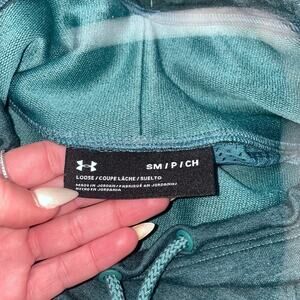 SM / P / CH
LOOSE / COUPE LÂCHE / SUELTO
MADE IN JORDAN / FABRIQUÉ EN JORDANIE /
HECHO EN JORDANIA